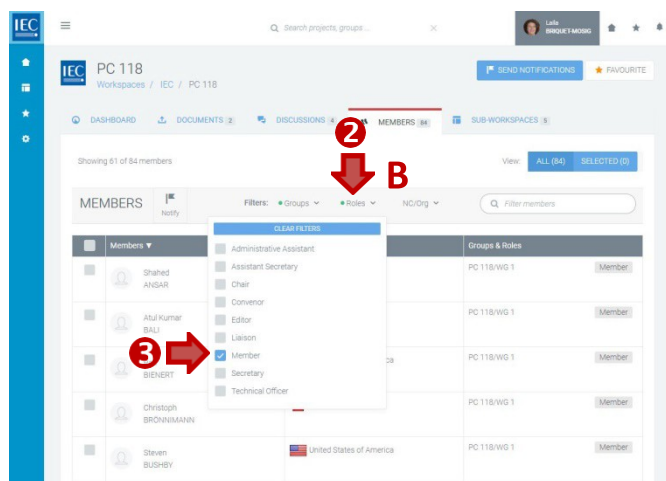 IEC
Search projects, groups ...
Laila
BRIQUET-MOSIG
IEC
PC 118
Workspaces / IEC / PC 118
SEND NOTIFICATIONS
FAVOURITE
DASHBOARD
DOCUMENTS 2
DISCUSSIONS 4
MEMBERS 84
SUB-WORKSPACES 5
2
B
Showing 61 of 84 members
View: ALL (84) SELECTED (0)
MEMBERS
Notify
Filters: Groups Roles NC/Org
Filter members
CLEAR FILTERS
Members ▼
Groups & Roles
Administrative Assistant
Assistant Secretary
Chair
Convenor
Editor
Liaison
Member
Secretary
Technical Officer
3
Shahed
ANSAR
PC 118/WG 1 Member
Atul Kumar
BALI
PC 118/WG 1 Member
BIENERT
PC 118/WG 1 Member
Christoph
BRÖNNIMANN
PC 118/WG 1 Member
Steven
BUSHBY
United States of America
PC 118/WG 1 Member